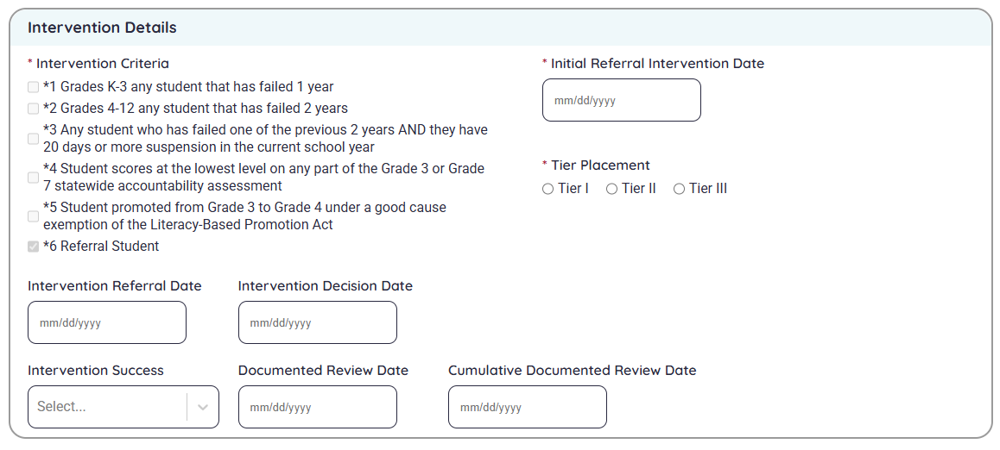 Intervention Details
* Intervention Criteria
*1 Grades K-3 any student that has failed 1 year
*2 Grades 4-12 any student that has failed 2 years
*3 Any student who has failed one of the previous 2 years AND they have
20 days or more suspension in the current school year
*4 Student scores at the lowest level on any part of the Grade 3 or Grade
7 statewide accountability assessment
*5 Student promoted from Grade 3 to Grade 4 under a good cause
exemption of the Literacy-Based Promotion Act
*6 Referral Student
* Initial Referral Intervention Date
mm/dd/yyyy
* Tier Placement
Tier I Tier II Tier III
Intervention Referral Date Intervention Decision Date
mm/dd/yyyy mm/dd/yyyy
Intervention Success Documented Review Date Cumulative Documented Review Date
Select... mm/dd/yyyy mm/dd/yyyy